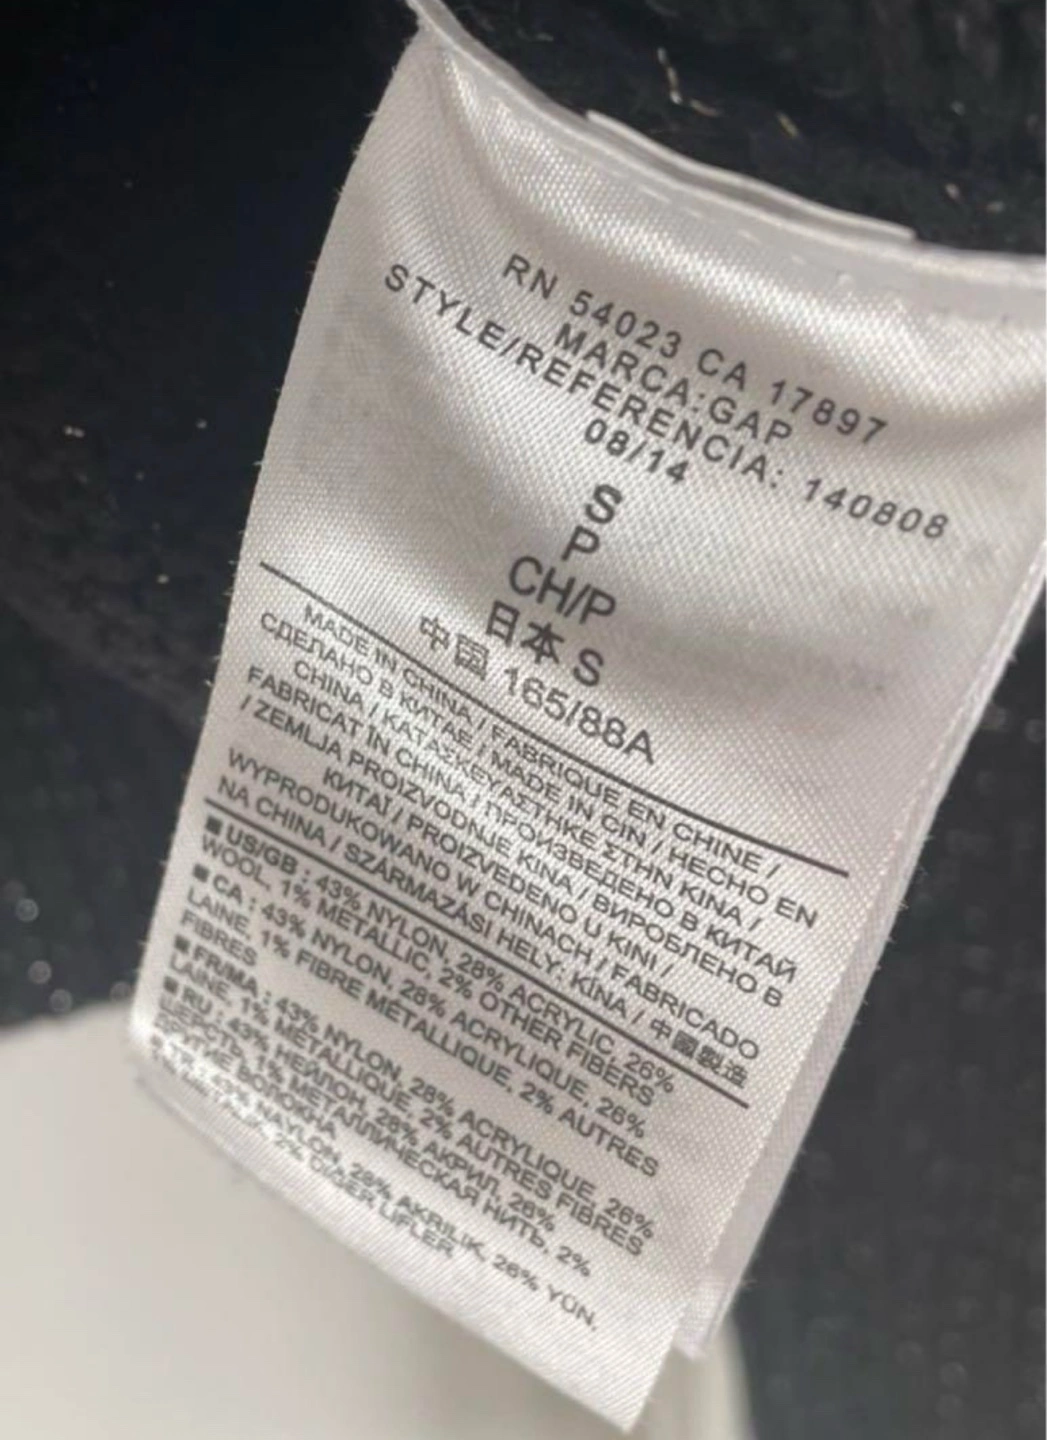 RN 54023 CA 17897
MARCA:GAP
STYLE/REFERENCIA: 140808
08/14
S
P
CH/P
日本 S
中国 165/88A
MADE IN CHINA / FABRIQUE EN CHINE /
СДЕЛАНО В КИТАЕ / MADE IN CIN / HECHO EN
CHINA / ΚΑΤΑΣΚΕΥΑΣΤΗΚΕ ΣΤΗΝ ΚΙΝΑ /
FABRICAT ÎN CHINA / ПРОИЗВЕДЕНО В КИТАЙ
/ ZEMLJA PROIZVODNJE KINA / ВИРОБЛЕНО В
КИТАЇ / PROIZVEDENO U KINI /
WYPRODUKOWANO W CHINACH / FABRICADO
NA CHINA / SZÁRMAZÁSI HELY: KÍNA / 中國製造
■ US/GB : 43% NYLON, 28% ACRYLIC, 26%
WOOL, 1% METALLIC, 2% OTHER FIBERS
■ CA : 43% NYLON, 28% ACRYLIQUE, 26%
LAINE, 1% FIBRE METALLIQUE, 2% AUTRES
FIBRES
■ FR/MA : 43% NYLON, 28% ACRYLIQUE, 26%
LAINE, 1% METALLIQUE, 2% AUTRES FIBRES
■ RU : 43% НЕЙЛОН, 28% АКРИЛ, 26%
ШЕРСТЬ, 1% МЕТАЛЛИЧЕСКАЯ НИТЬ, 2%
ДРУГИЕ ВОЛОКНА
43% NAYLON, 28% AKRILIK, 26% YÜN,
2% DIGER LIFLER